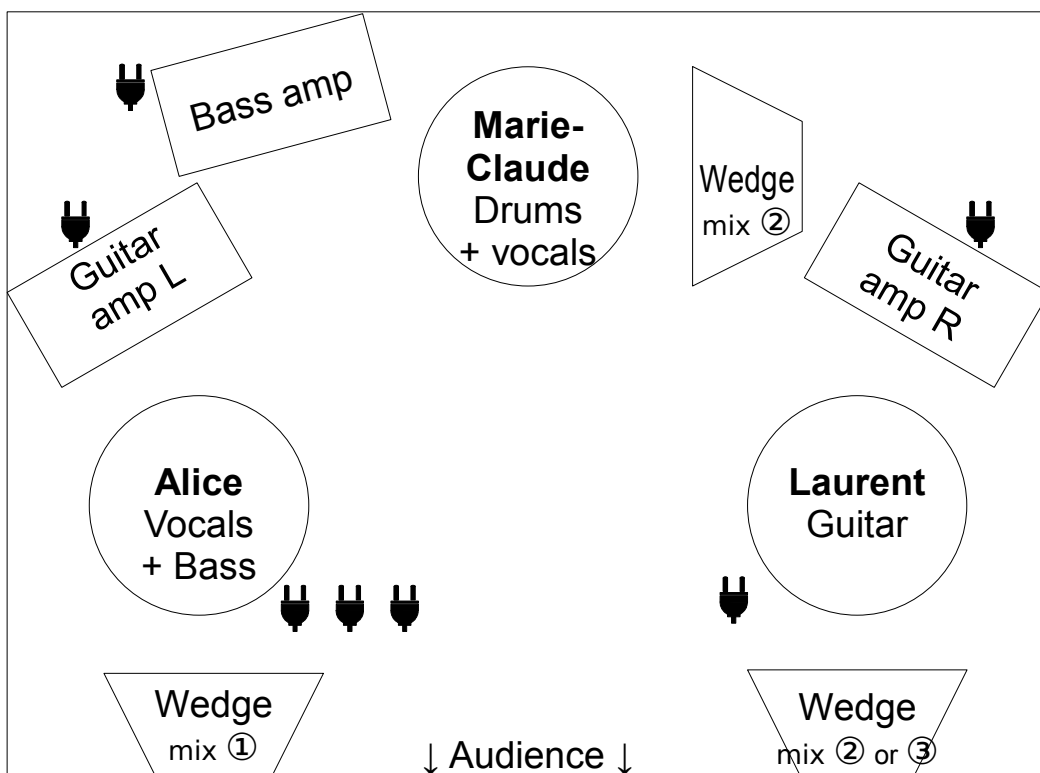 Bass amp
Marie-
Claude
Drums
+ vocals
Wedge
mix ②
Guitar
amp L
Guitar
amp R
Alice
Vocals
+ Bass
Laurent
Guitar
Wedge
mix ①
↓ Audience ↓
Wedge
mix ② or ③